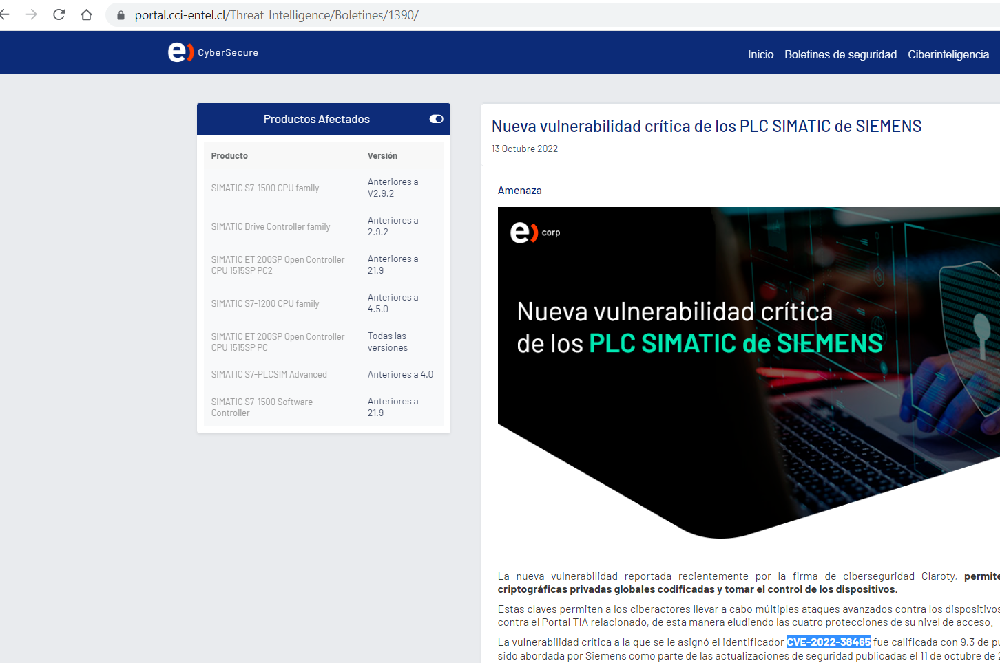 portal.cci-entel.cl/Threat_Intelligence/Boletines/1390/
e) CyberSecure
Inicio Boletines de seguridad Ciberinteligencia
Productos Afectados
Producto Versión
SIMATIC S7-1500 CPU family Anteriores a
V2.9.2
SIMATIC Drive Controller family Anteriores a
2.9.2
SIMATIC ET 200SP Open Controller Anteriores a
CPU 1515SP PC2 21.9
SIMATIC S7-1200 CPU family Anteriores a
4.5.0
SIMATIC ET 200SP Open Controller Todas las
CPU 1515SP PC versiones
SIMATIC S7-PLCSIM Advanced Anteriores a 4.0
SIMATIC S7-1500 Software Anteriores a
Controller 21.9
Nueva vulnerabilidad crítica de los PLC SIMATIC de SIEMENS
13 Octubre 2022
Amenaza
e) corp
Nueva vulnerabilidad crítica
de los PLC SIMATIC de SIEMENS
La nueva vulnerabilidad reportada recientemente por la firma de ciberseguridad Claroty, permite
criptográficas privadas globales codificadas y tomar el control de los dispositivos.
Estas claves permiten a los ciberactores llevar a cabo múltiples ataques avanzados contra los dispositivos
contra el Portal TIA relacionado, de esta manera eludiendo las cuatro protecciones de su nivel de acceso.
La vulnerabilidad crítica a la que se le asignó el identificador CVE-2022-38465 fue calificada con 9,3 de
sido abordada por Siemens como parte de las actualizaciones de seguridad publicadas el 11 de octubre de